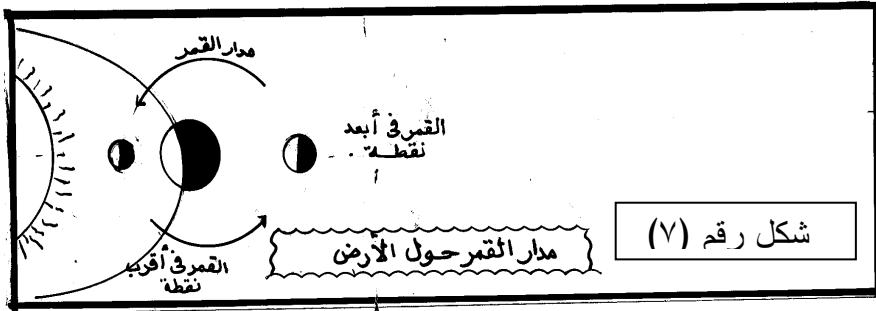 مدار القمر
القمر في أبعد
نقطة
القمر في أقرب
نقطة
مدار القمر حول الأرض
شكل رقم (٧)